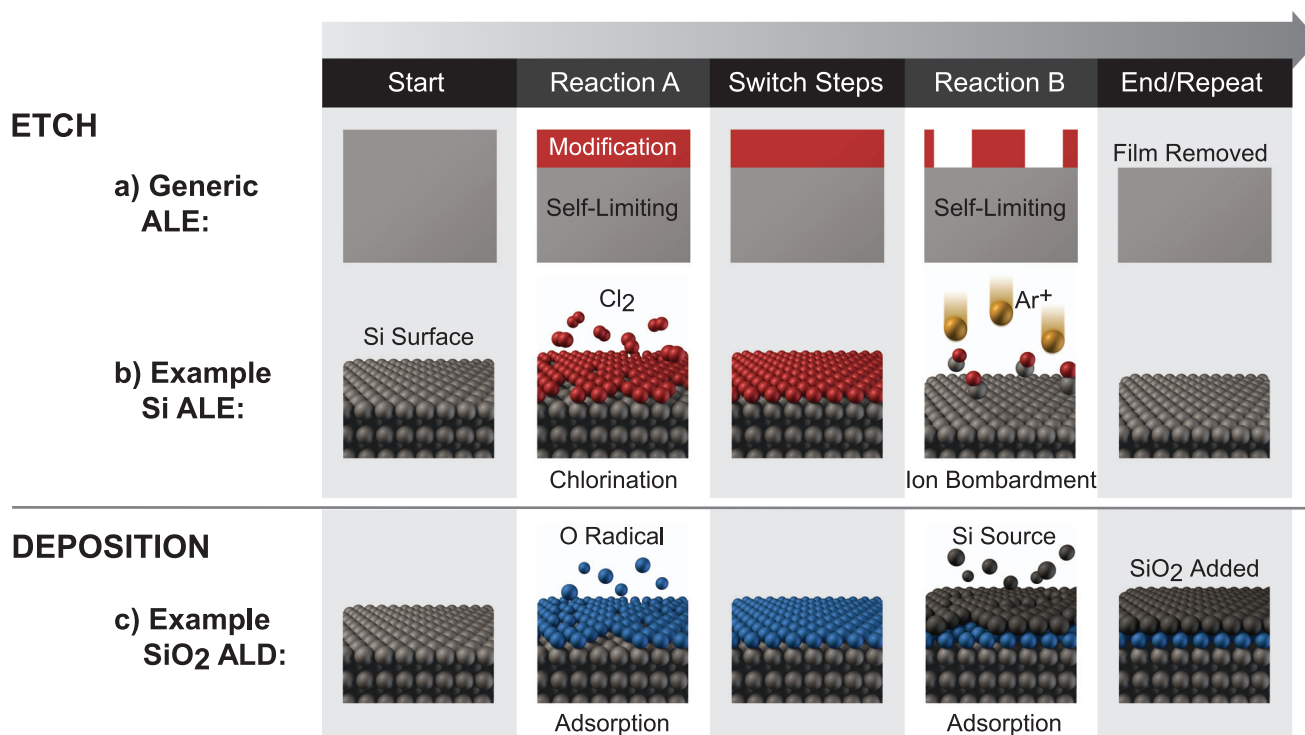 Start
Reaction A
Switch Steps
Reaction B
End/Repeat
ETCH
a) Generic
ALE:
Modification
Self-Limiting
Self-Limiting
Film Removed
b) Example
Si ALE:
Si Surface
Cl2
Chlorination
Ar+
Ion Bombardment
DEPOSITION
c) Example
SiO2 ALD:
O Radical
Adsorption
Si Source
Adsorption
SiO2 Added